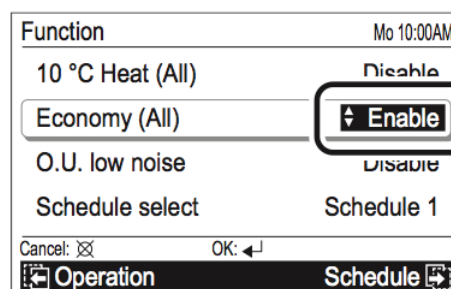 Function Mo 10:00AM
10 °C Heat (All) Disable
Economy (All) Enable
O.U. low noise Disable
Schedule select Schedule 1
Cancel: OK:
Operation Schedule